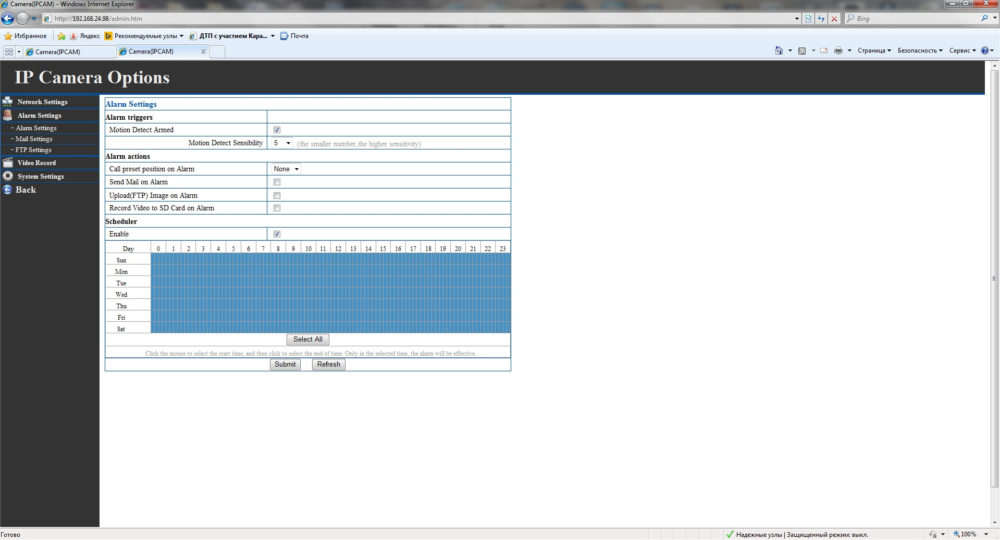 Camera(IPCAM) - Windows Internet Explorer
http://192.168.24.98/admin.htm
Bing
Избранное Яндекс Рекомендуемые узлы ДТП с участием Кара... Почта
Camera(IPCAM) Camera(IPCAM) Страница Безопасность Сервис
IP Camera Options
Network Settings
Alarm Settings
- Alarm Settings
- Mail Settings
- FTP Settings
Video Record
System Settings
Back
Alarm Settings
Alarm triggers
Motion Detect Armed
Motion Detect Sensibility 5 (the smaller number,the higher sensitivity)
Alarm actions
Call preset position on Alarm None
Send Mail on Alarm
Upload(FTP) Image on Alarm
Record Video to SD Card on Alarm
Scheduler
Enable
Day 0 1 2 3 4 5 6 7 8 9 10 11 12 13 14 15 16 17 18 19 20 21 22 23
Sun
Mon
Tue
Wed
Thu
Fri
Sat
Select All
Click the mouse to select the start time, and then click to select the end of time. Only in the selected time, the alarm will be effective.
Submit Refresh
Готово Надежные узлы | Защищенный режим: выкл. 100%